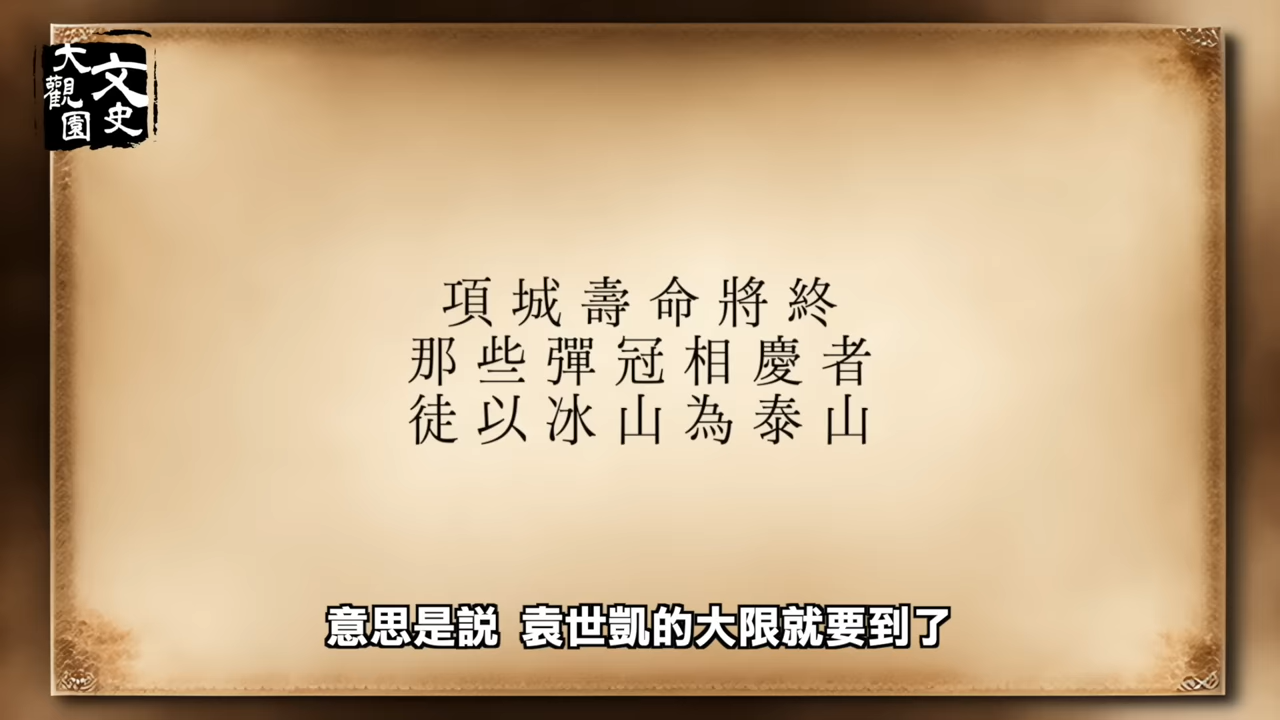 文史
大觀園
項城壽命將終
那些彈冠相慶者
徒以冰山為泰山
意思是説 袁世凱的大限就要到了